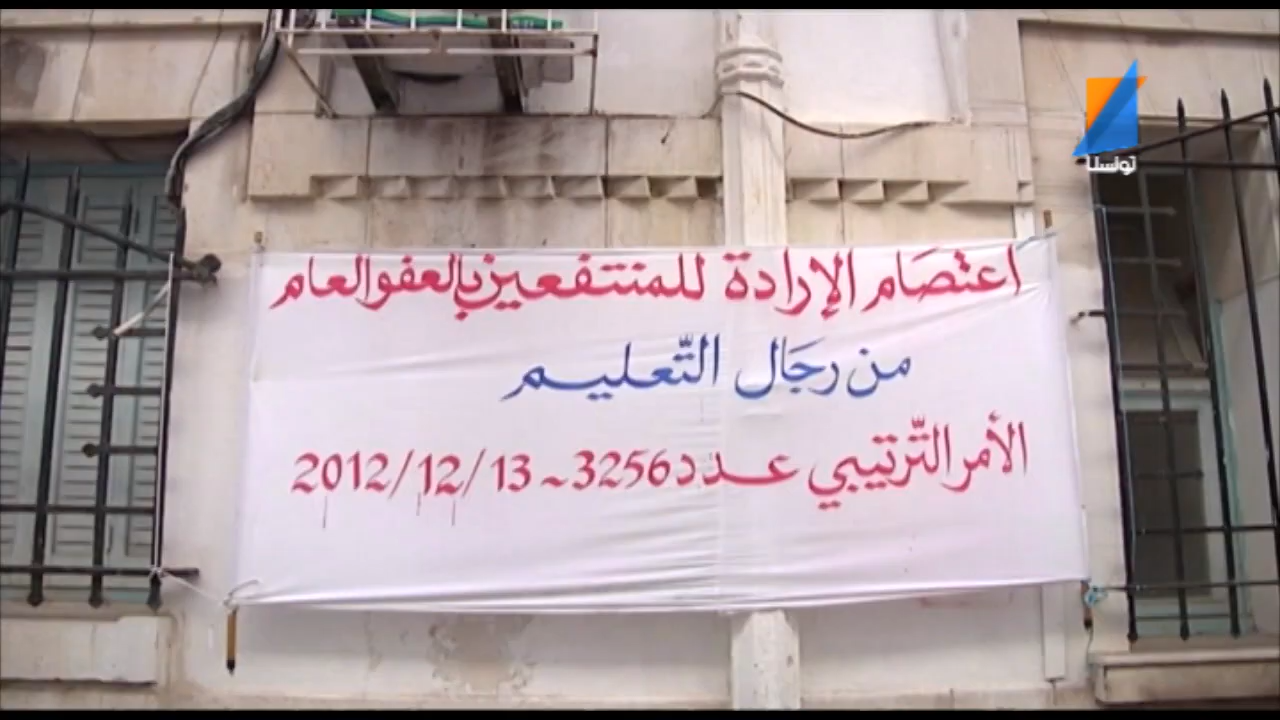 تونسنا
اعتصام الإرادة للمنتفعين بالعفو العام
من رجال التّعليم
الأمر التّرتيبي عدد 3256 ~ 13/12/2012